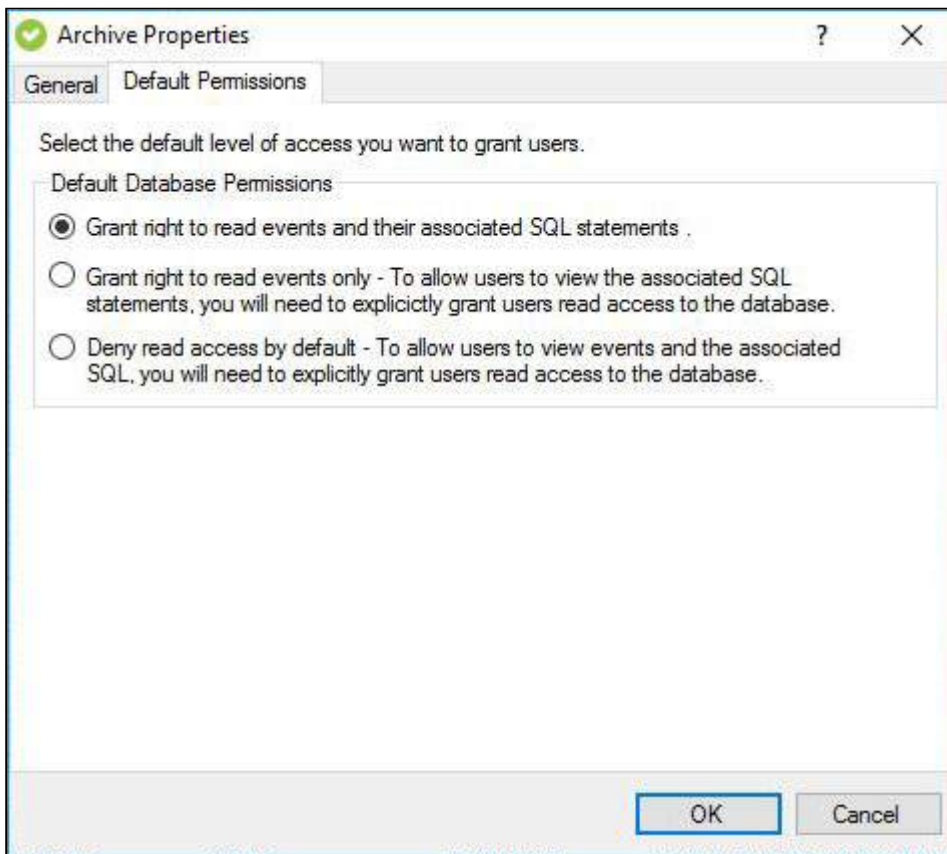 Archive Properties
?
General
Default Permissions
Select the default level of access you want to grant users.
Default Database Permissions
Grant right to read events and their associated SQL statements .
Grant right to read events only - To allow users to view the associated SQL
statements, you will need to explicictly grant users read access to the database.
Deny read access by default - To allow users to view events and the associated
SQL, you will need to explicitly grant users read access to the database.
OK
Cancel